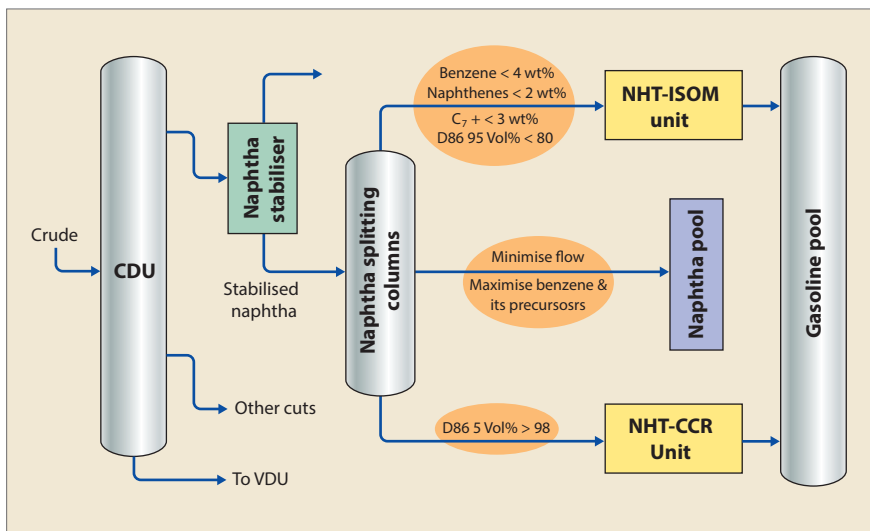 Crude
CDU
Naphtha
stabiliser
Stabilised
naphtha
Other cuts
To VDU
Naphtha splitting
columns
Benzene < 4 wt%
Naphthenes < 2 wt%
C₇ + < 3 wt%
D86 95 Vol% < 80
NHT-ISOM
unit
Minimise flow
Maximise benzene &
its precursosrs
Naphtha pool
D86 5 Vol% > 98
NHT-CCR
Unit
Gasoline pool